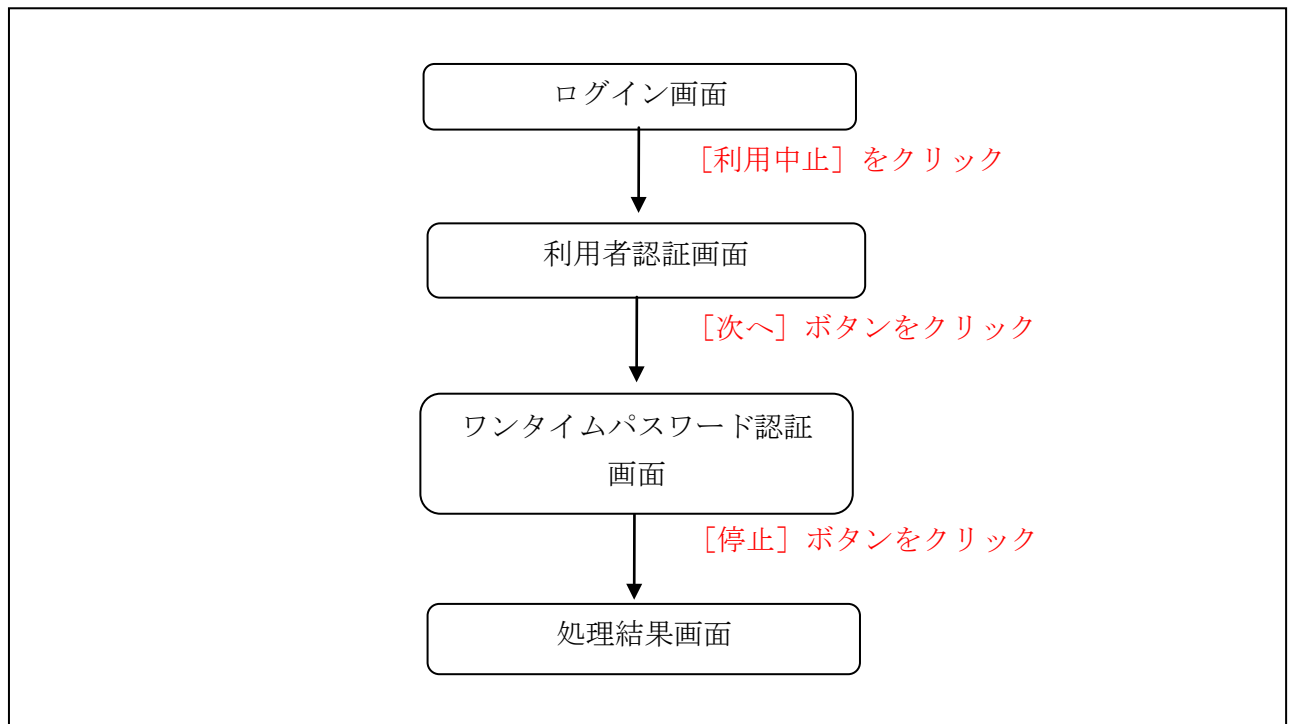 ログイン画面
［利用中止］をクリック
利用者認証画面
［次へ］ボタンをクリック
ワンタイムパスワード認証
画面
［停止］ボタンをクリック
処理結果画面